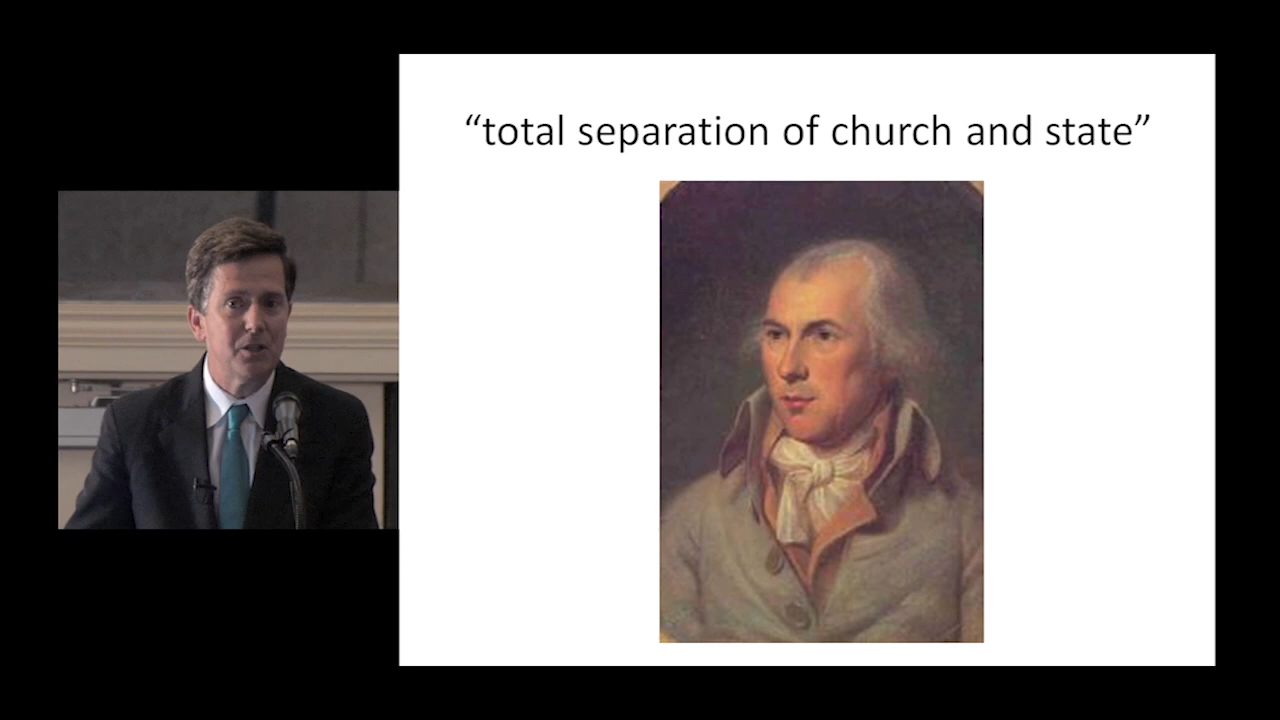 “total separation of church and state”